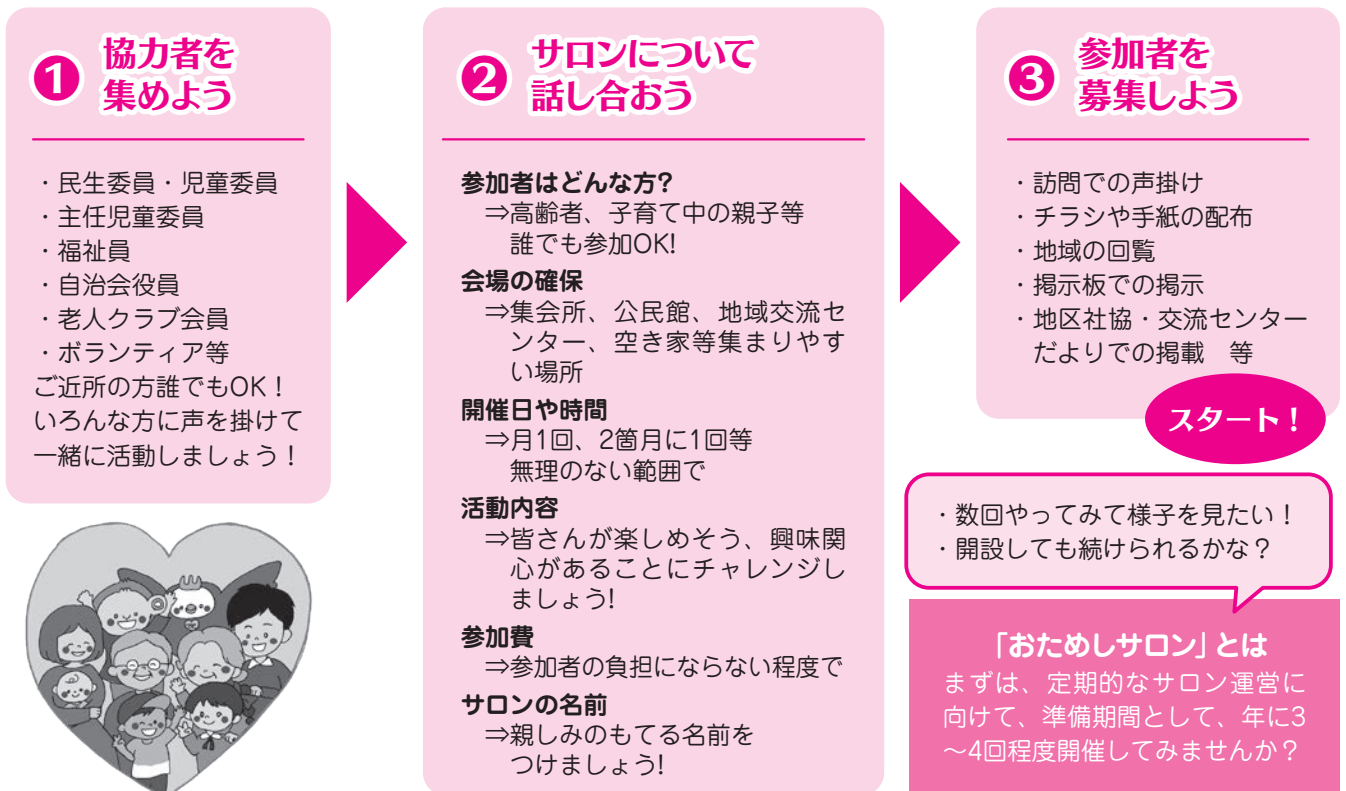 ❶ 協力者を
集めよう
・民生委員・児童委員
・主任児童委員
・福祉員
・自治会役員
・老人クラブ会員
・ボランティア等
ご近所の方誰でもOK！
いろんな方に声を掛けて
一緒に活動しましょう！
❷ サロンについて
話し合おう
参加者はどんな方?
⇒高齢者、子育て中の親子等
誰でも参加OK!
会場の確保
⇒集会所、公民館、地域交流セ
ンター、空き家等集まりやす
い場所
開催日や時間
⇒月1回、2箇月に1回等
無理のない範囲で
活動内容
⇒皆さんが楽しめそう、興味関
心があることにチャレンジし
ましょう!
参加費
⇒参加者の負担にならない程度で
サロンの名前
⇒親しみのもてる名前を
つけましょう!
❸ 参加者を
募集しよう
・訪問での声掛け
・チラシや手紙の配布
・地域の回覧
・掲示板での掲示
・地区社協・交流センター
だよりでの掲載　等
スタート！
・数回やってみて様子を見たい！
・開設しても続けられるかな？
「おためしサロン」とは
まずは、定期的なサロン運営に
向けて、準備期間として、年に3
～4回程度開催してみませんか？